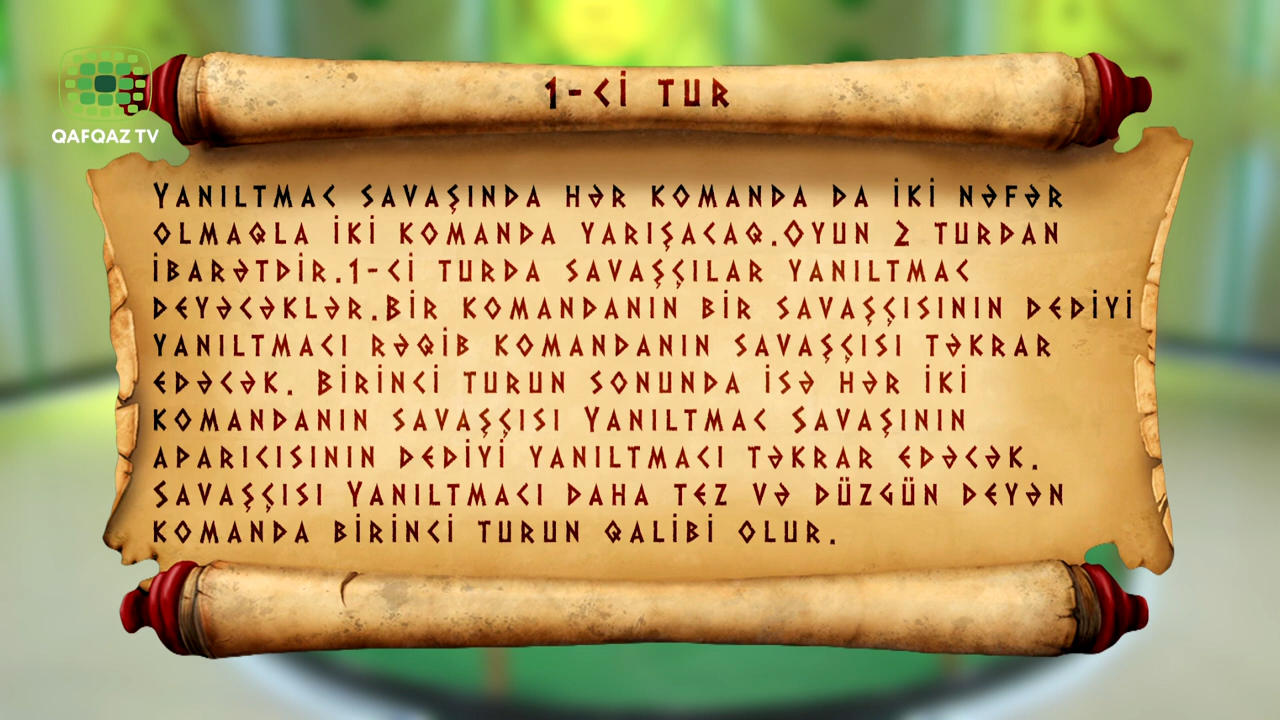 QAFQAZ TV
1-Cİ TUR
Yanıltmac savaşında hər komanda da iki nəfər
olmaqla iki komanda yarışacaq.Oyun 2 turdan
ibarətdir.1-ci turda savaşçılar yanıltmac
deyəcəklər.Bir komandanın bir savaşçısının dediyi
yanıltmacı rəqib komandanın savaşçısı təkrar
edəcək. Birinci turun sonunda isə hər iki
komandanın savaşçısı Yanıltmac Savaşının
aparıcısının dediyi yanıltmacı təkrar edəcək.
Savaşçısı Yanıltmacı daha tez və düzgün deyən
komanda birinci turun qalibi olur.